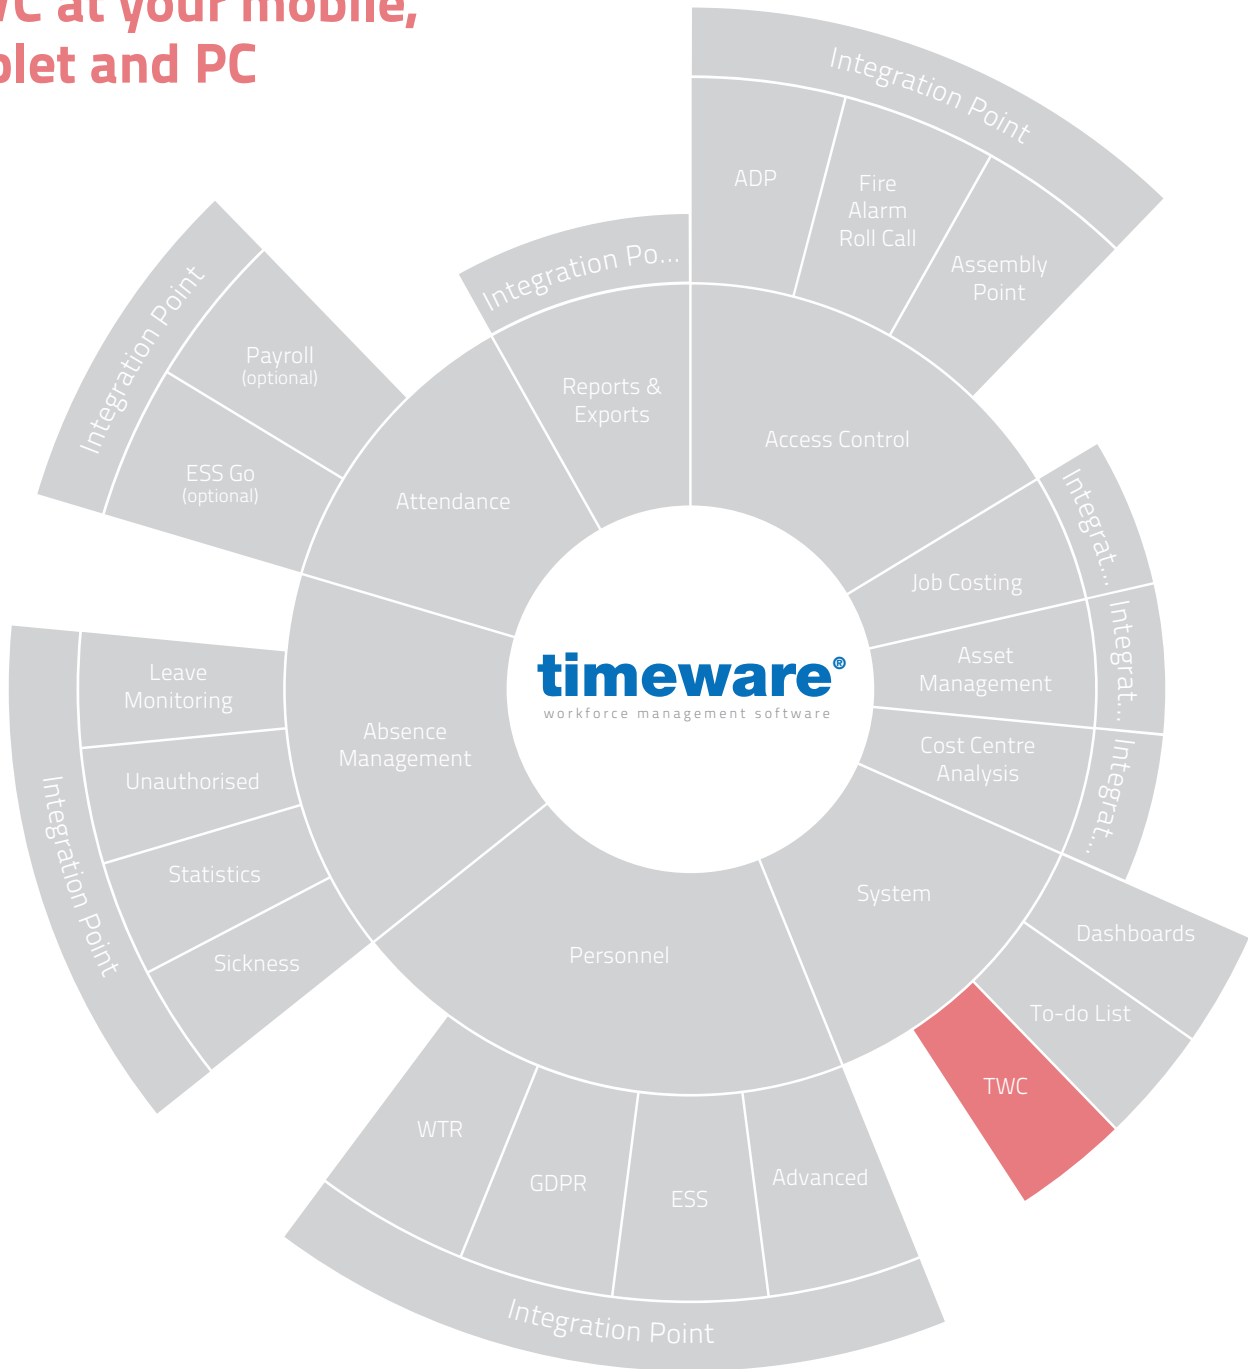 at your mobile,
and PC
Integration Point
ADP
Fire
Alarm
Roll Call
Assembly
Point
Integration Po...
Reports &
Exports
Access Control
Integration Point
Payroll
(optional)
ESS Go
(optional)
Attendance
Integrat...
Job Costing
Integrat...
Asset
Management
Integrat...
Cost Centre
Analysis
timeware®
workforce management software
Leave
Monitoring
Unauthorised
Statistics
Sickness
Integration Point
Absence
Management
System
Dashboards
To-do List
TWC
Personnel
WTR
GDPR
ESS
Advanced
Integration Point